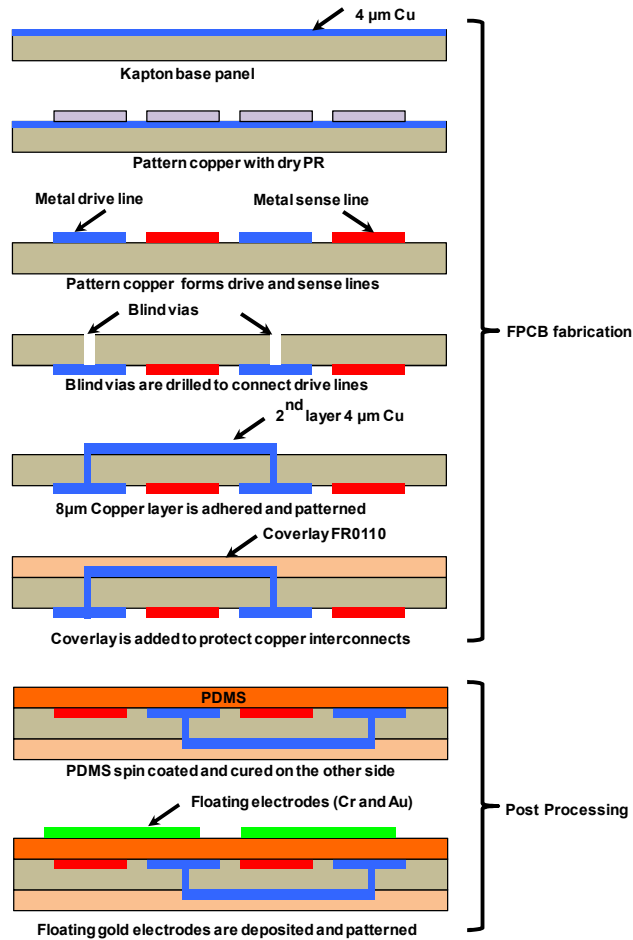 4 µm Cu
Kapton base panel
Pattern copper with dry PR
Metal drive line
Metal sense line
Pattern copper forms drive and sense lines
Blind vias
Blind vias are drilled to connect drive lines
2nd layer 4 µm Cu
8µm Copper layer is adhered and patterned
Coverlay FR0110
Coverlay is added to protect copper interconnects
FPCB fabrication
PDMS
PDMS spin coated and cured on the other side
Floating electrodes (Cr and Au)
Floating gold electrodes are deposited and patterned
Post Processing